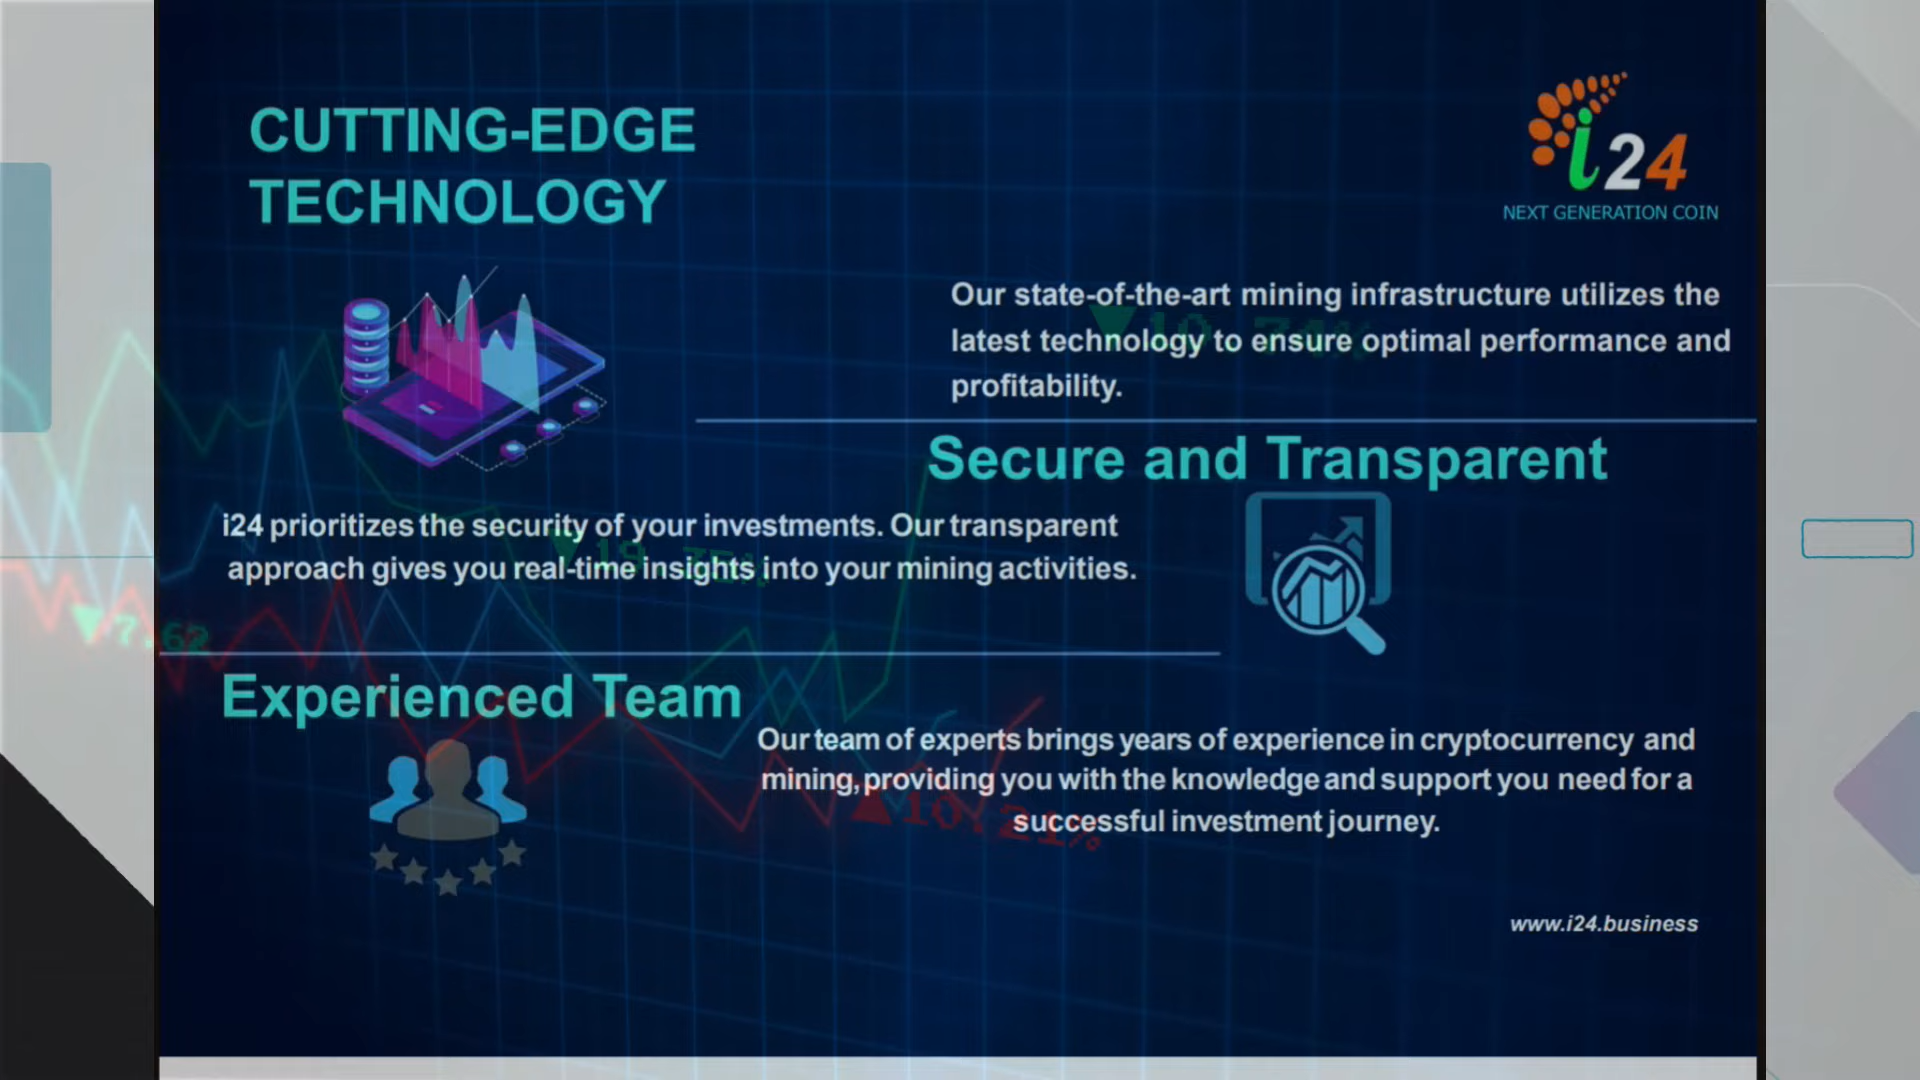 CUTTING-EDGE
TECHNOLOGY
i24
NEXT GENERATION COIN
Our state-of-the-art mining infrastructure utilizes the
latest technology to ensure optimal performance and
profitability.
Secure and Transparent
i24 prioritizes the security of your investments. Our transparent
approach gives you real-time insights into your mining activities.
Experienced Team
Our team of experts brings years of experience in cryptocurrency and
mining, providing you with the knowledge and support you need for a
successful investment journey.
10.21%
7.62
www.i24.business